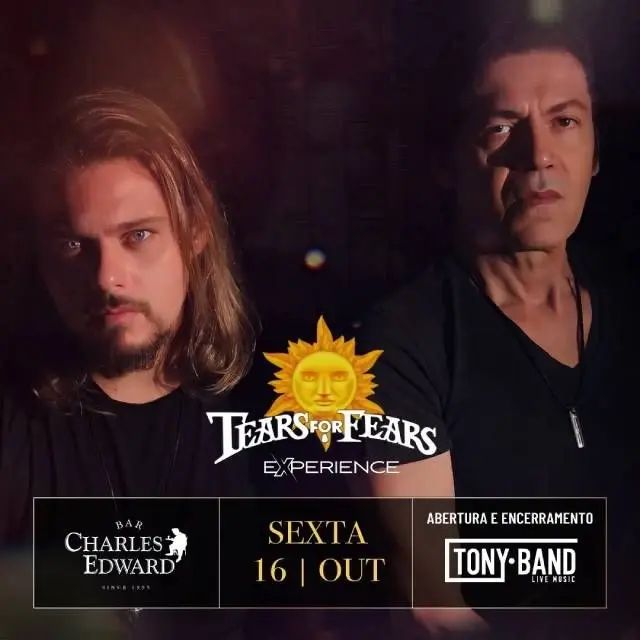 TEARS FOR FEARS
EXPERIENCE
BAR
CHARLES
EDWARD
SEXTA
16 | OUT
ABERTURA E ENCERRAMENTO
TONY·BAND
LIVE MUSIC